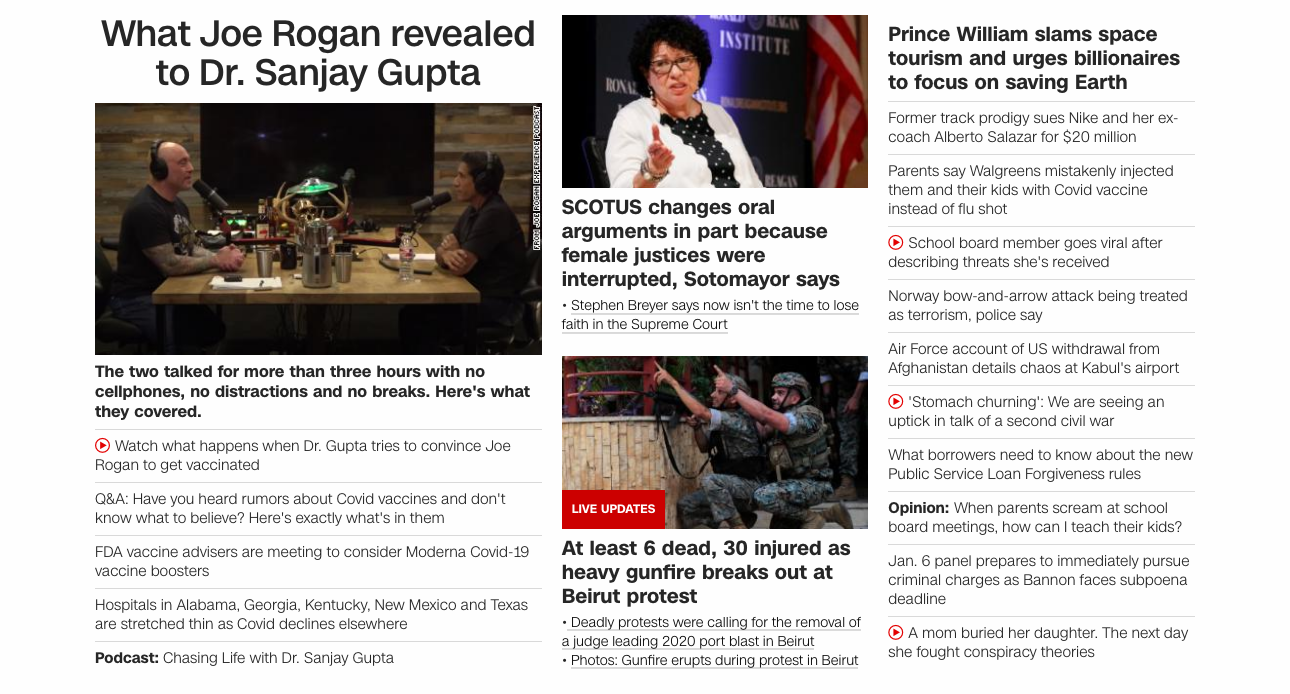 What Joe Rogan revealed
to Dr. Sanjay Gupta
FROM JOE ROGAN EXPERIENCE PODCAST
The two talked for more than three hours with no
cellphones, no distractions and no breaks. Here's what
they covered.
Watch what happens when Dr. Gupta tries to convince Joe
Rogan to get vaccinated
Q&A: Have you heard rumors about Covid vaccines and don't
know what to believe? Here's exactly what's in them
FDA vaccine advisers are meeting to consider Moderna Covid-19
vaccine boosters
Hospitals in Alabama, Georgia, Kentucky, New Mexico and Texas
are stretched thin as Covid declines elsewhere
Podcast: Chasing Life with Dr. Sanjay Gupta
RONALD REAGAN
INSTITUTE
SCOTUS changes oral
arguments in part because
female justices were
interrupted, Sotomayor says
• Stephen Breyer says now isn't the time to lose
faith in the Supreme Court
LIVE UPDATES
At least 6 dead, 30 injured as
heavy gunfire breaks out at
Beirut protest
• Deadly protests were calling for the removal of
a judge leading 2020 port blast in Beirut
• Photos: Gunfire erupts during protest in Beirut
Prince William slams space
tourism and urges billionaires
to focus on saving Earth
Former track prodigy sues Nike and her ex-
coach Alberto Salazar for $20 million
Parents say Walgreens mistakenly injected
them and their kids with Covid vaccine
instead of flu shot
School board member goes viral after
describing threats she's received
Norway bow-and-arrow attack being treated
as terrorism, police say
Air Force account of US withdrawal from
Afghanistan details chaos at Kabul's airport
'Stomach churning': We are seeing an
uptick in talk of a second civil war
What borrowers need to know about the new
Public Service Loan Forgiveness rules
Opinion: When parents scream at school
board meetings, how can I teach their kids?
Jan. 6 panel prepares to immediately pursue
criminal charges as Bannon faces subpoena
deadline
A mom buried her daughter. The next day
she fought conspiracy theories